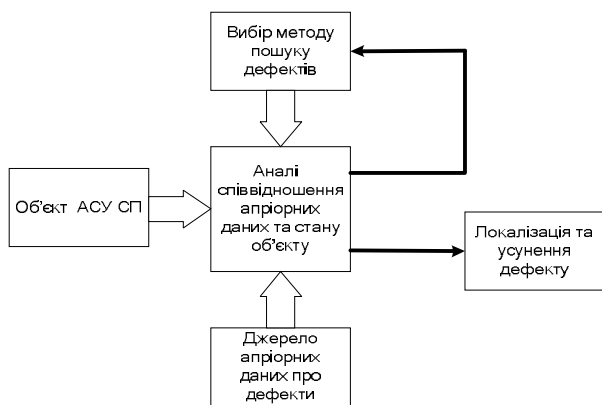 Вибір методу
пошуку
дефектів
Аналі
співвідношення
апріорних
даних та стану
об'єкту
Об'єкт АСУ СП
Локалізація та
усунення
дефекту
Джерело
апріорних
даних про
дефекти